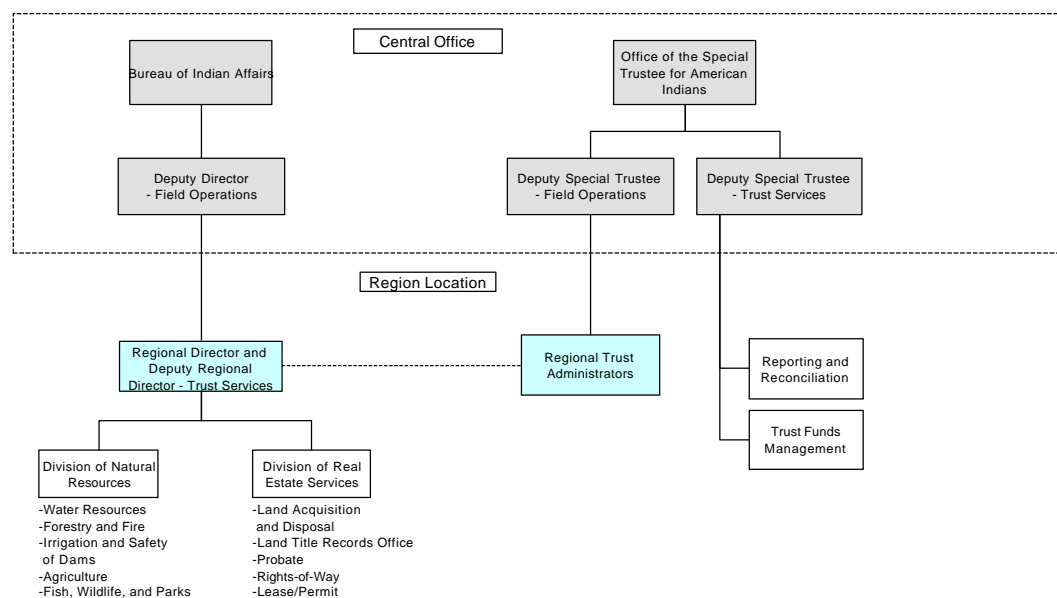 Central Office
Bureau of Indian Affairs
Office of the Special
Trustee for American
Indians
Deputy Director
- Field Operations
Deputy Special Trustee
- Field Operations
Deputy Special Trustee
- Trust Services
Region Location
Regional Director and
Deputy Regional
Director - Trust Services
Regional Trust
Administrators
Reporting and
Reconciliation
Trust Funds
Management
Division of Natural
Resources
-Water Resources
-Forestry and Fire
-Irrigation and Safety
of Dams
-Agriculture
-Fish, Wildlife, and Parks
Division of Real
Estate Services
-Land Acquisition
and Disposal
-Land Title Records Office
-Probate
-Rights-of-Way
-Lease/Permit